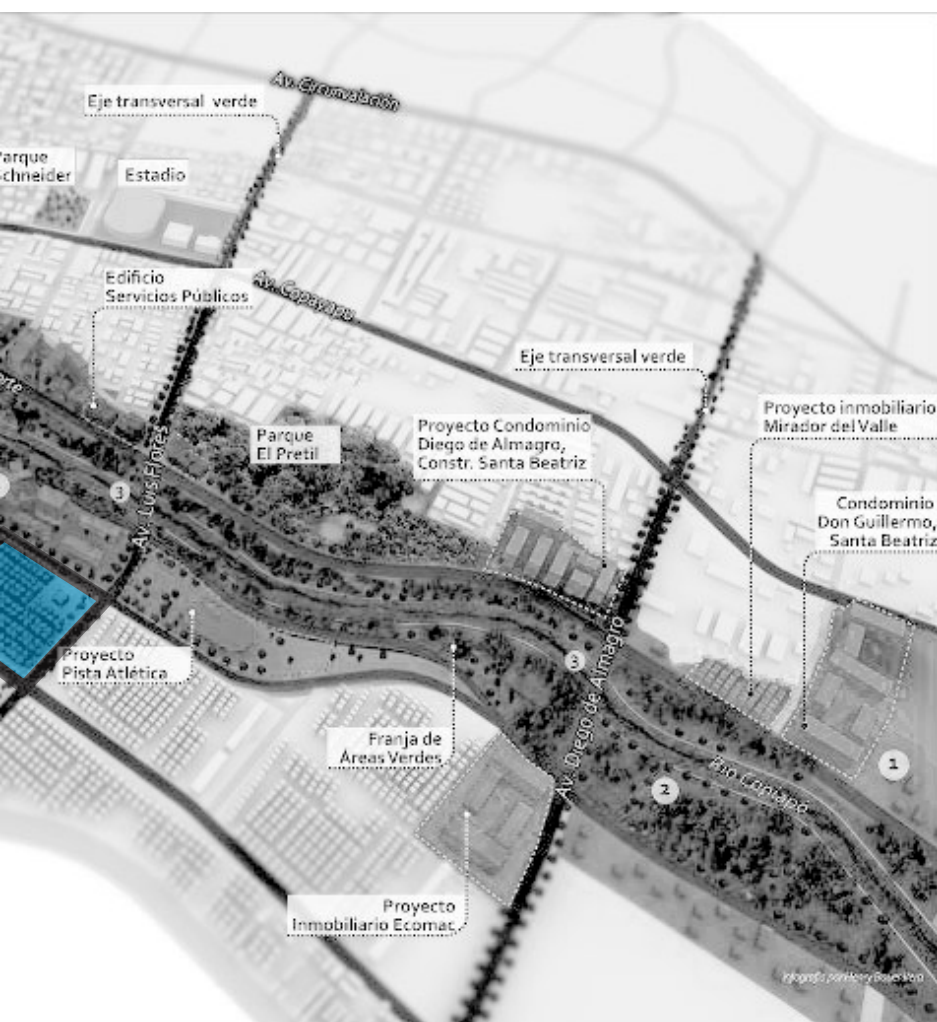 Av. Circunvalación
Eje transversal verde
Parque
Schneider
Estadio
Edificio
Servicios Públicos
Av. Copayapu
Eje transversal verde
Proyecto inmobiliario
Mirador del Valle
Parque
El Pretil
Proyecto Condominio
Diego de Almagro,
Constr. Santa Beatriz
Av. Luis Flores
3
Condominio
Don Guillermo,
Santa Beatriz
Proyecto
Pista Atlética
3
Av. Diego de Almagro
Franja de
Áreas Verdes
Río Copiapó
1
2
Proyecto
Inmobiliario Ecomac
Infografía por